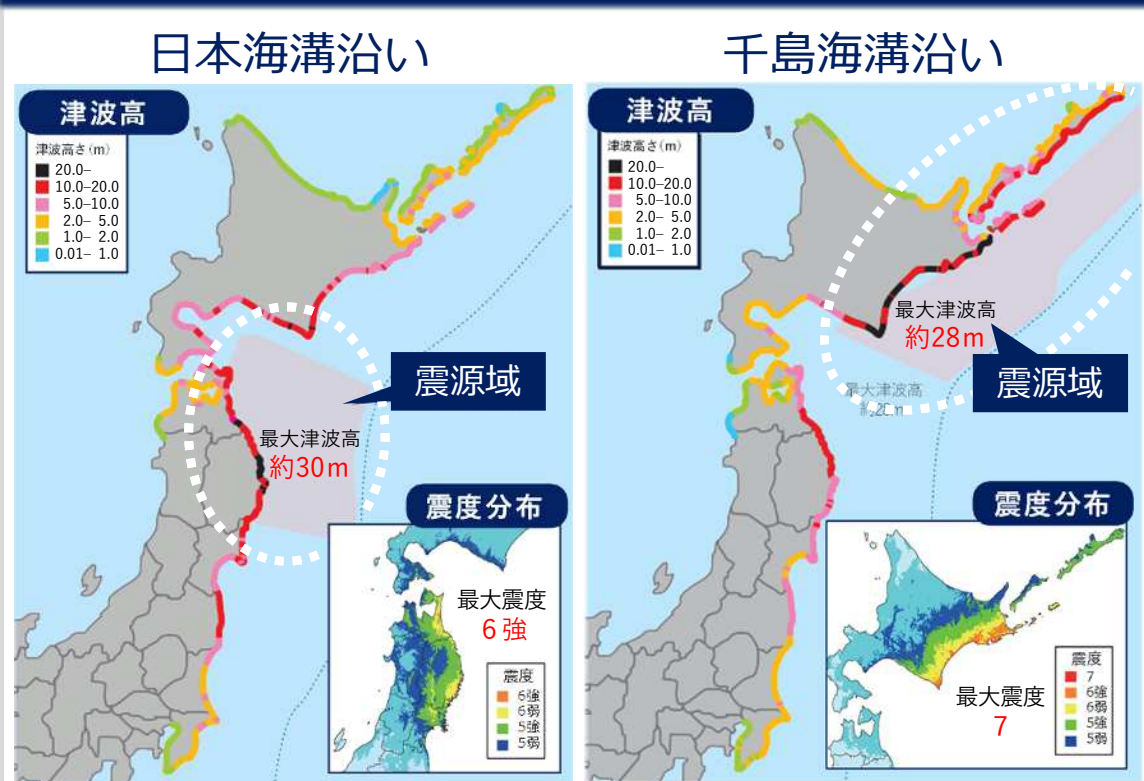 日本海溝沿い
津波高
津波高さ(m)
20.0–
10.0–20.0
5.0–10.0
2.0– 5.0
1.0– 2.0
0.01– 1.0
震源域
最大津波高
約30m
震度分布
最大震度
6強
震度
6強
6弱
5強
5弱
千島海溝沿い
津波高
津波高さ(m)
20.0–
10.0–20.0
5.0–10.0
2.0– 5.0
1.0– 2.0
0.01– 1.0
最大津波高
約28m
震源域
最大津波高
約28m
震度分布
最大震度
7
震度
7
6強
6弱
5強
5弱